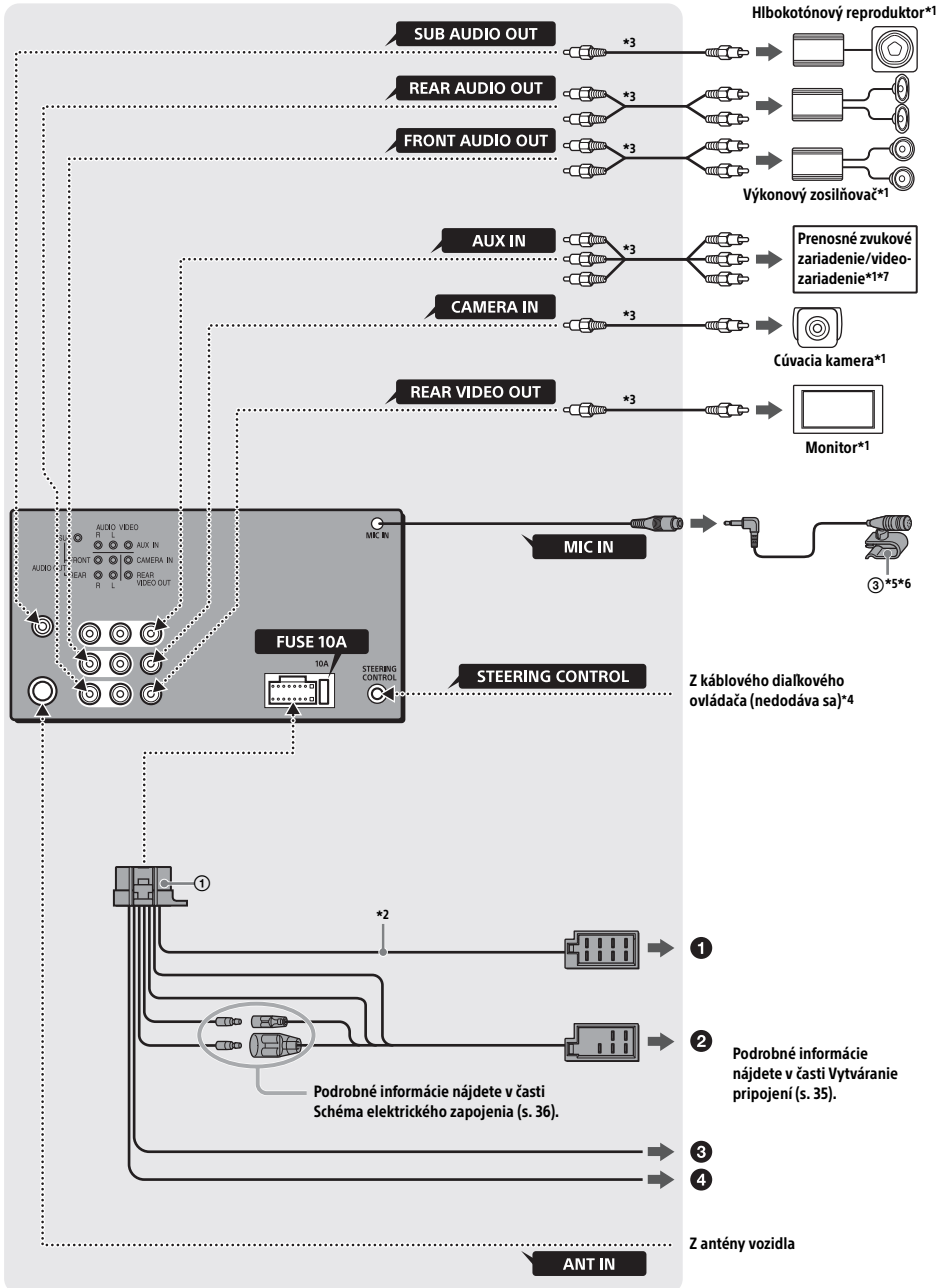 Hlbokotónový reproduktor*1
SUB AUDIO OUT
*3
REAR AUDIO OUT
*3
FRONT AUDIO OUT
*3
Výkonový zosilňovač*1
AUX IN
*3
Prenosné zvukové
zariadenie/video-
zariadenie*1*7
CAMERA IN
*3
Cúvacia kamera*1
REAR VIDEO OUT
*3
Monitor*1
AUDIO VIDEO
R L
AUX IN
FRONT
CAMERA IN
REAR
VIDEO OUT
R L
MIC IN
MIC IN
③*5*6
FUSE 10A
10A
STEERING
CONTROL
STEERING CONTROL
Z káblového diaľkového
ovládača (nedodáva sa)*4
①
*2
❶
❷
Podrobné informácie
nájdete v časti Vytváranie
pripojení (s. 35).
Podrobné informácie nájdete v časti
Schéma elektrického zapojenia (s. 36).
❸
❹
Z antény vozidla
ANT IN